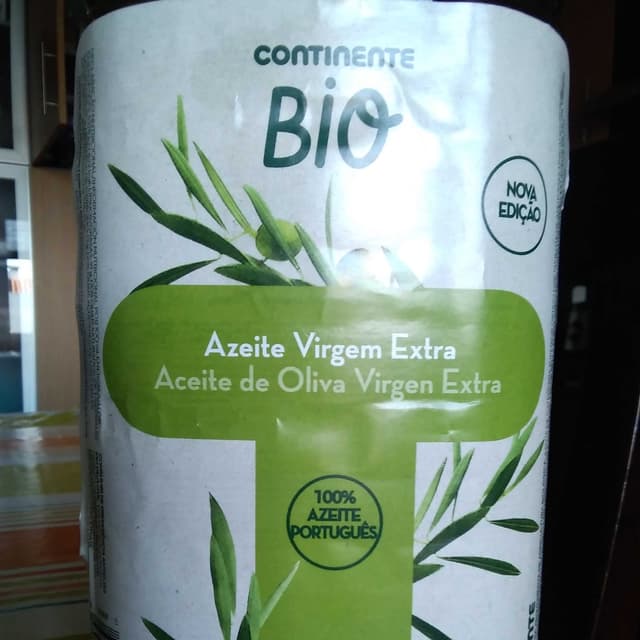 CONTINENTE
BiO
NOVA
EDIÇÃO
Azeite Virgem Extra
Aceite de Oliva Virgen Extra
100%
AZEITE
PORTUGUÊS